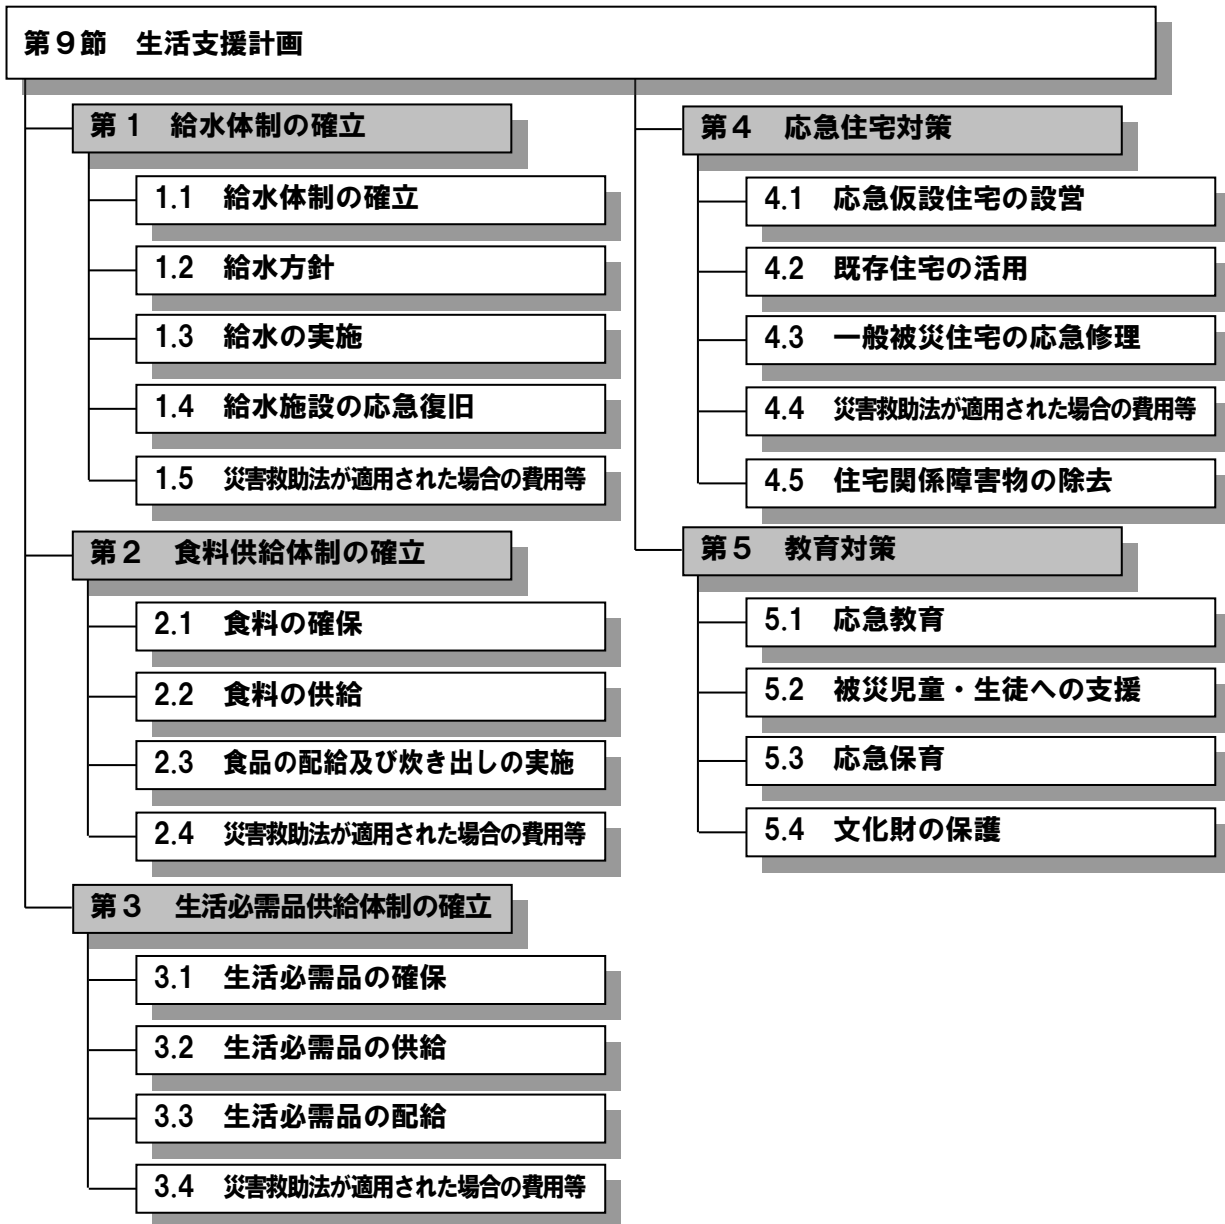 第９節　生活支援計画
第１　給水体制の確立
1.1　給水体制の確立
1.2　給水方針
1.3　給水の実施
1.4　給水施設の応急復旧
1.5　災害救助法が適用された場合の費用等
第２　食料供給体制の確立
2.1　食料の確保
2.2　食料の供給
2.3　食品の配給及び炊き出しの実施
2.4　災害救助法が適用された場合の費用等
第３　生活必需品供給体制の確立
3.1　生活必需品の確保
3.2　生活必需品の供給
3.3　生活必需品の配給
3.4　災害救助法が適用された場合の費用等
第４　応急住宅対策
4.1　応急仮設住宅の設営
4.2　既存住宅の活用
4.3　一般被災住宅の応急修理
4.4　災害救助法が適用された場合の費用等
4.5　住宅関係障害物の除去
第５　教育対策
5.1　応急教育
5.2　被災児童・生徒への支援
5.3　応急保育
5.4　文化財の保護